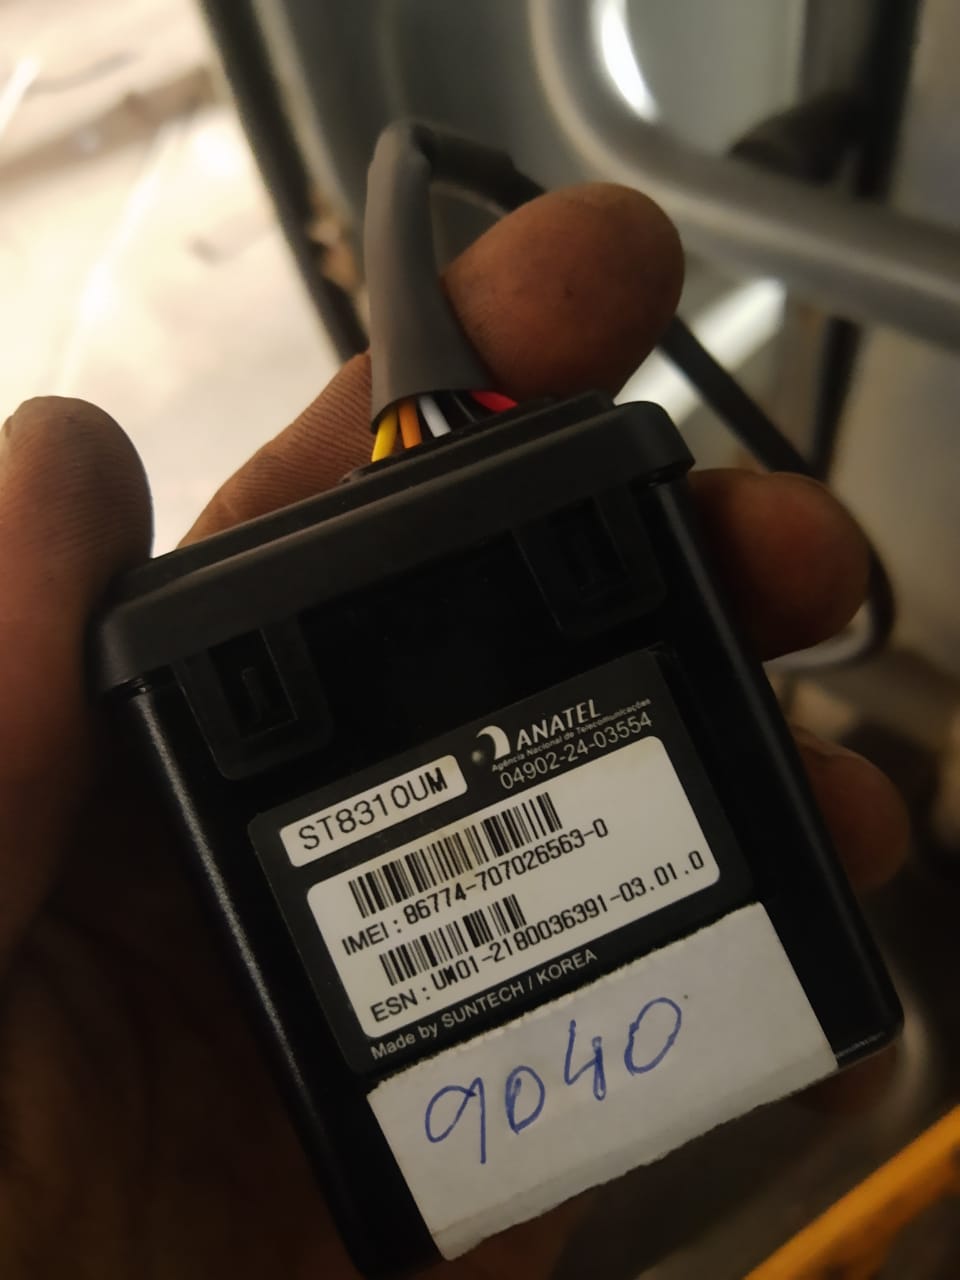 ANATEL
Agência Nacional de Telecomunicações
04902-24-03554
ST8310UM
IMEI : 86774-707026563-0
ESN : UM01-2180036391-03.01.0
Made by SUNTECH / KOREA
9040